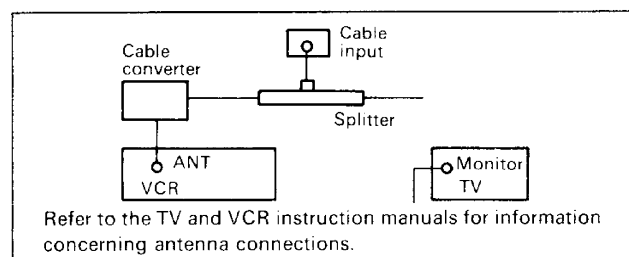 Cable
input
Cable
converter
Splitter
ANT
VCR
Monitor
TV
Refer to the TV and VCR instruction manuals for information
concerning antenna connections.